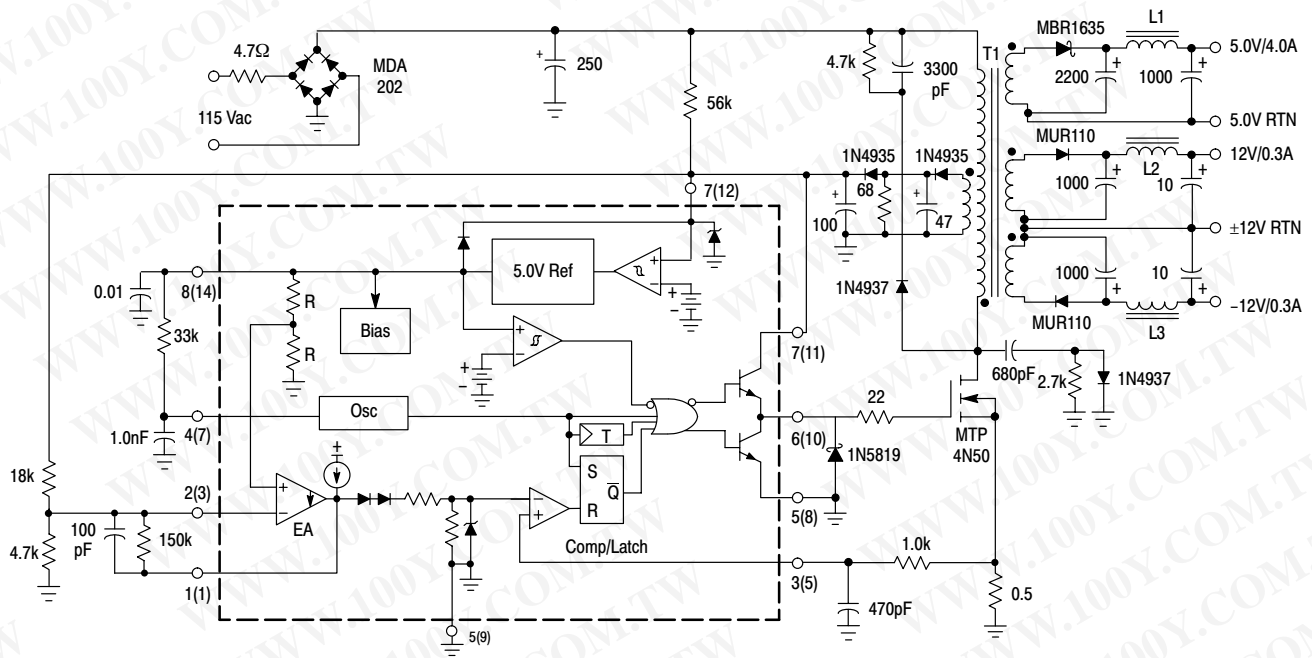 4.7Ω
MDA
202
115 Vac
+
250
56k
4.7k
3300
pF
T1
MBR1635
L1
5.0V/4.0A
+
2200
1000
+
5.0V RTN
MUR110
12V/0.3A
L2
1000
+
10
+
±12V RTN
1000
+
10
+
MUR110
L3
–12V/0.3A
1N4935
1N4935
68
+
100
+
47
7(12)
1N4937
0.01
8(14)
33k
R
R
Bias
5.0V Ref
+
–
+
–
+
–
+
–
7(11)
680pF
2.7k
1N4937
Osc
4(7)
1.0nF
T
S
R
Q
22
6(10)
1N5819
MTP
4N50
5(8)
18k
2(3)
+
–
EA
±
–
+
Comp/Latch
100
pF
150k
4.7k
1(1)
3(5)
1.0k
470pF
0.5
5(9)
WWW.100Y.COM.TW